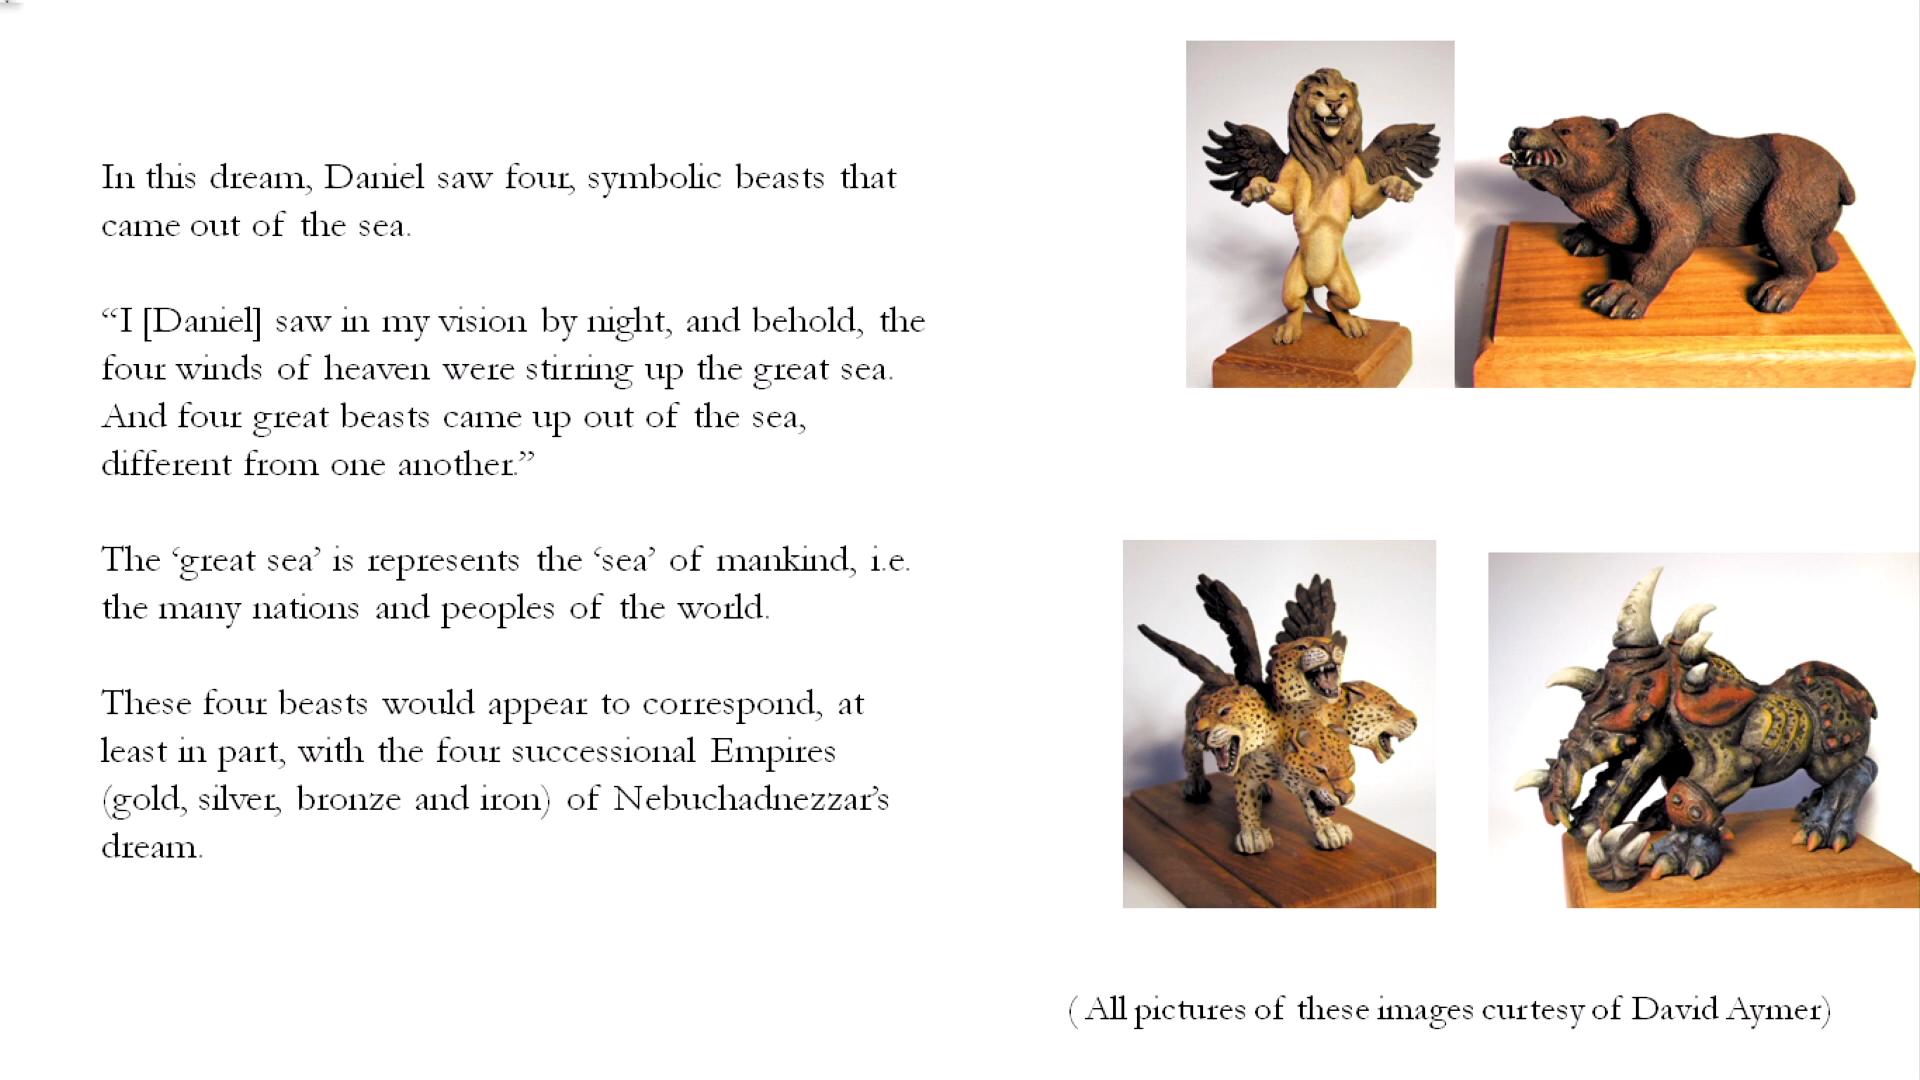 In this dream, Daniel saw four, symbolic beasts that
came out of the sea.
“I [Daniel] saw in my vision by night, and behold, the
four winds of heaven were stirring up the great sea.
And four great beasts came up out of the sea,
different from one another.”
The ‘great sea’ is represents the ‘sea’ of mankind, i.e.
the many nations and peoples of the world.
These four beasts would appear to correspond, at
least in part, with the four successional Empires
(gold, silver, bronze and iron) of Nebuchadnezzar’s
dream.
( All pictures of these images curtesy of David Aymer)